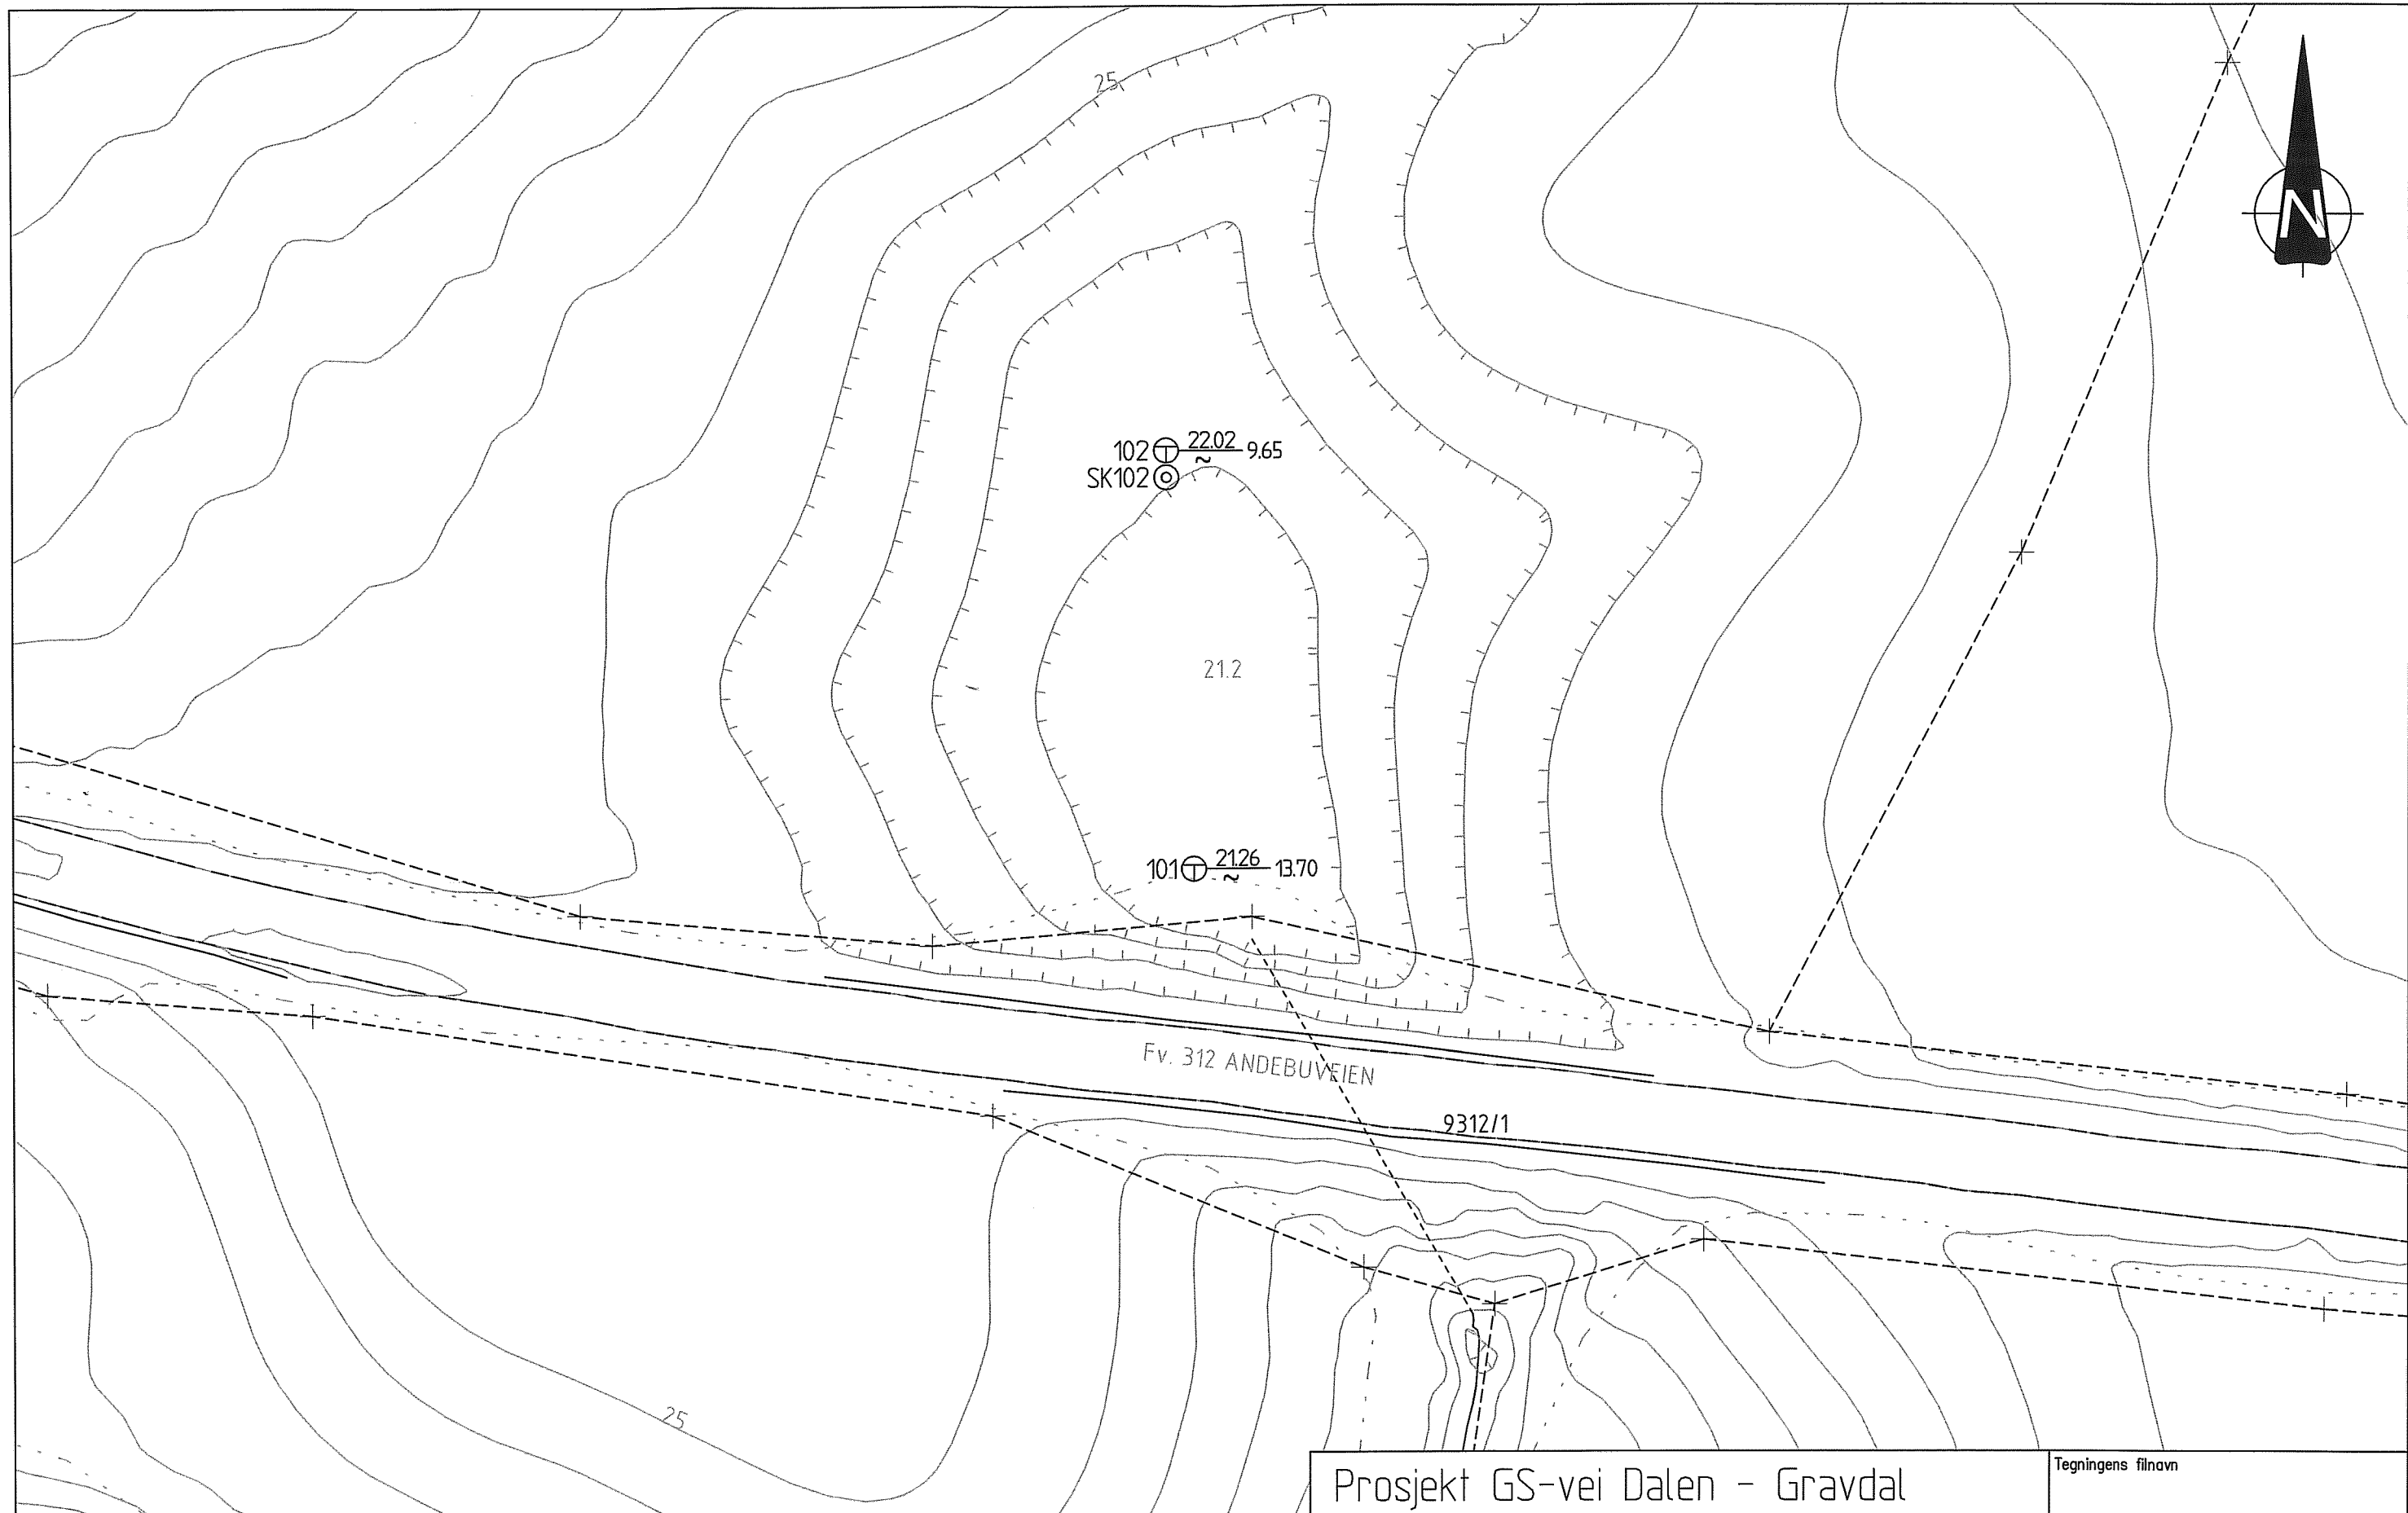 25
N
102 22.02 ~ 9.65
SK102
21.2
101 21.26 ~ 13.70
Fv. 312 ANDEBUVEIEN
9312/1
25
Prosjekt GS-vei Dalen - Gravdal
Tegningens filnavn